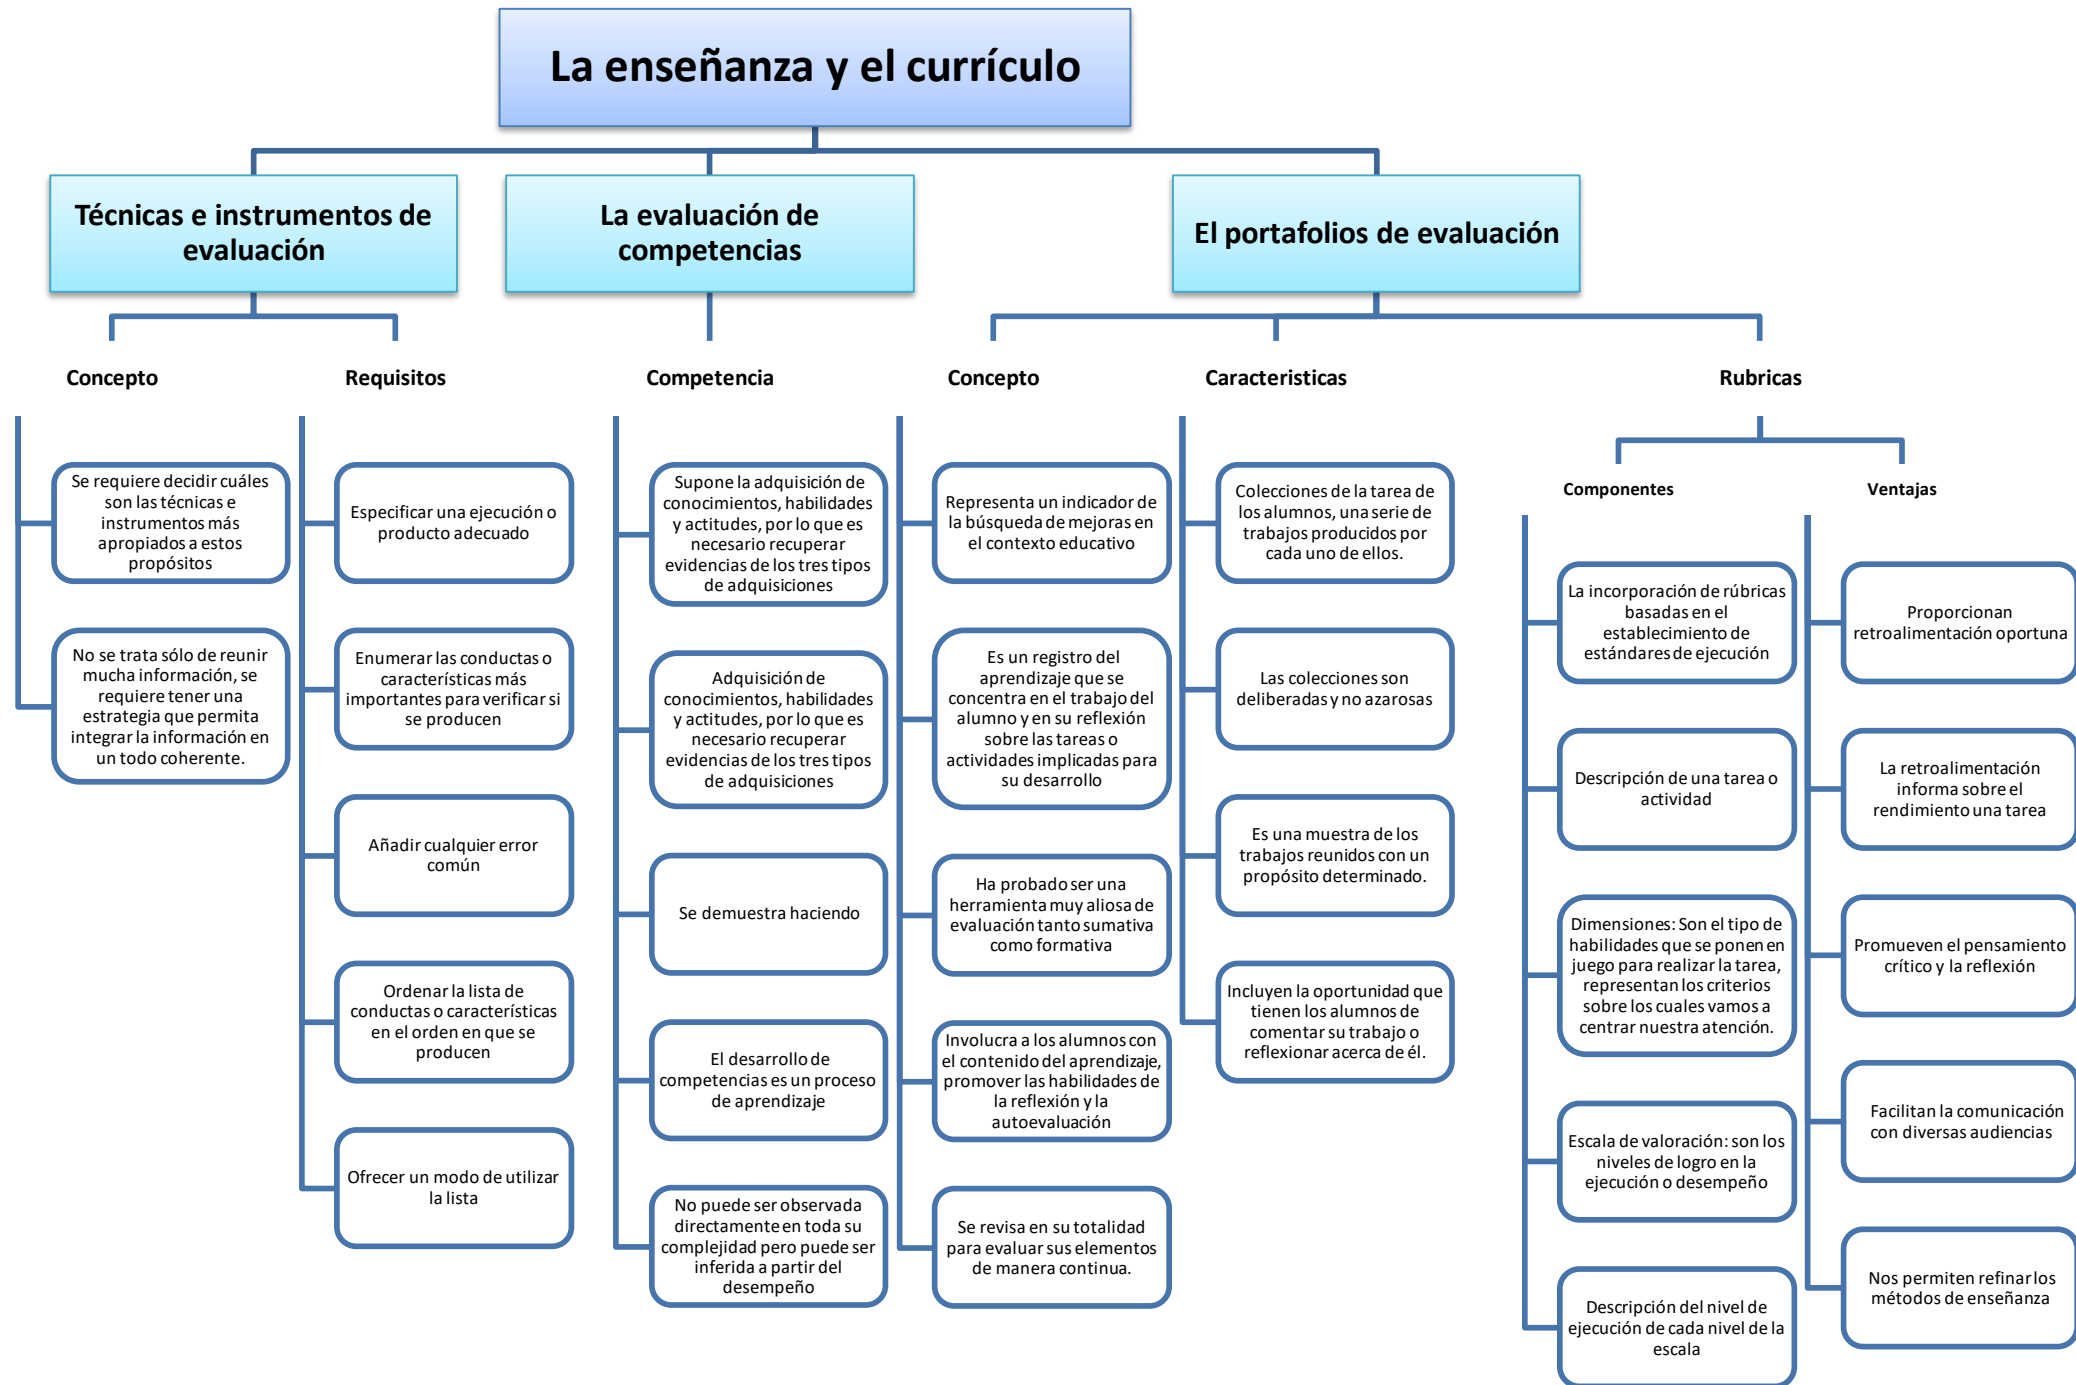 La enseñanza y el currículo
Técnicas e instrumentos de
evaluación
La evaluación de
competencias
El portafolios de evaluación
Concepto
Se requiere decidir cuáles
son las técnicas e
instrumentos más
apropiados a estos
propósitos
No se trata sólo de reunir
mucha información, se
requiere tener una
estrategia que permita
integrar la información en
un todo coherente.
Requisitos
Especificar una ejecución o
producto adecuado
Enumerar las conductas o
características más
importantes para verificar si
se producen
Añadir cualquier error
común
Ordenar la lista de
conductas o características
en el orden en que se
producen
Ofrecer un modo de utilizar
la lista
Competencia
Supone la adquisición de
conocimientos, habilidades
y actitudes, por lo que es
necesario recuperar
evidencias de los tres tipos
de adquisiciones
Adquisición de
conocimientos, habilidades
y actitudes, por lo que es
necesario recuperar
evidencias de los tres tipos
de adquisiciones
Se demuestra haciendo
El desarrollo de
competencias es un proceso
de aprendizaje
No puede ser observada
directamente en toda su
complejidad pero puede ser
inferida a partir del
desempeño
Concepto
Representa un indicador de
la búsqueda de mejoras en
el contexto educativo
Es un registro del
aprendizaje que se
concentra en el trabajo del
alumno y en su reflexión
sobre las tareas o
actividades implicadas para
su desarrollo
Ha probado ser una
herramienta muy aliosa de
evaluación tanto sumativa
como formativa
Involucra a los alumnos con
el contenido del aprendizaje,
promover las habilidades de
la reflexión y la
autoevaluación
Se revisa en su totalidad
para evaluar sus elementos
de manera continua.
Caracteristicas
Colecciones de la tarea de
los alumnos, una serie de
trabajos producidos por
cada uno de ellos.
Las colecciones son
deliberadas y no azarosas
Es una muestra de los
trabajos reunidos con un
propósito determinado.
Incluyen la oportunidad que
tienen los alumnos de
comentar su trabajo o
reflexionar acerca de él.
Rubricas
Componentes
La incorporación de rúbricas
basadas en el
establecimiento de
estándares de ejecución
Descripción de una tarea o
actividad
Dimensiones: Son el tipo de
habilidades que se ponen en
juego para realizar la tarea,
representan los criterios
sobre los cuales vamos a
centrar nuestra atención.
Escala de valoración: son los
niveles de logro en la
ejecución o desempeño
Descripción del nivel de
ejecución de cada nivel de la
escala
Ventajas
Proporcionan
retroalimentación oportuna
La retroalimentación
informa sobre el
rendimiento una tarea
Promueven el pensamiento
crítico y la reflexión
Facilitan la comunicación
con diversas audiencias
Nos permiten refinar los
métodos de enseñanza